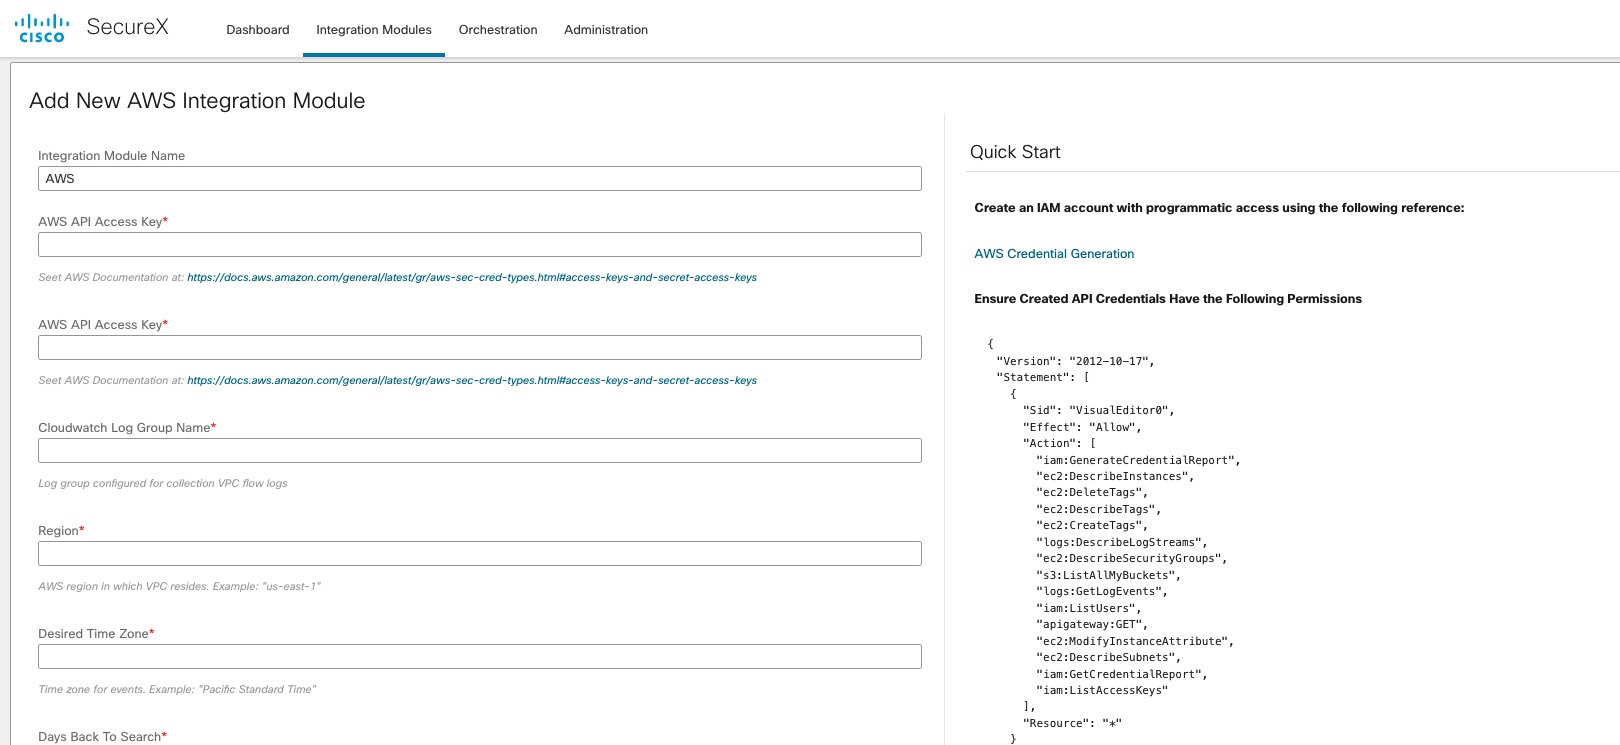 cisco SecureX Dashboard Integration Modules Orchestration Administration
Add New AWS Integration Module
Integration Module Name
AWS
AWS API Access Key*
Seet AWS Documentation at: https://docs.aws.amazon.com/general/latest/gr/aws-sec-cred-types.html#access-keys-and-secret-access-keys
AWS API Access Key*
Seet AWS Documentation at: https://docs.aws.amazon.com/general/latest/gr/aws-sec-cred-types.html#access-keys-and-secret-access-keys
Cloudwatch Log Group Name*
Log group configured for collection VPC flow logs
Region*
AWS region in which VPC resides. Example: "us-east-1"
Desired Time Zone*
Time zone for events. Example: "Pacific Standard Time"
Days Back To Search*
Quick Start
Create an IAM account with programmatic access using the following reference:
AWS Credential Generation
Ensure Created API Credentials Have the Following Permissions
{
"Version": "2012-10-17",
"Statement": [
{
"Sid": "VisualEditor0",
"Effect": "Allow",
"Action": [
"iam:GenerateCredentialReport",
"ec2:DescribeInstances",
"ec2:DeleteTags",
"ec2:DescribeTags",
"ec2:CreateTags",
"logs:DescribeLogStreams",
"ec2:DescribeSecurityGroups",
"s3:ListAllMyBuckets",
"logs:GetLogEvents",
"iam:ListUsers",
"apigateway:GET",
"ec2:ModifyInstanceAttribute",
"ec2:DescribeSubnets",
"iam:GetCredentialReport",
"iam:ListAccessKeys"
],
"Resource": "*"
}